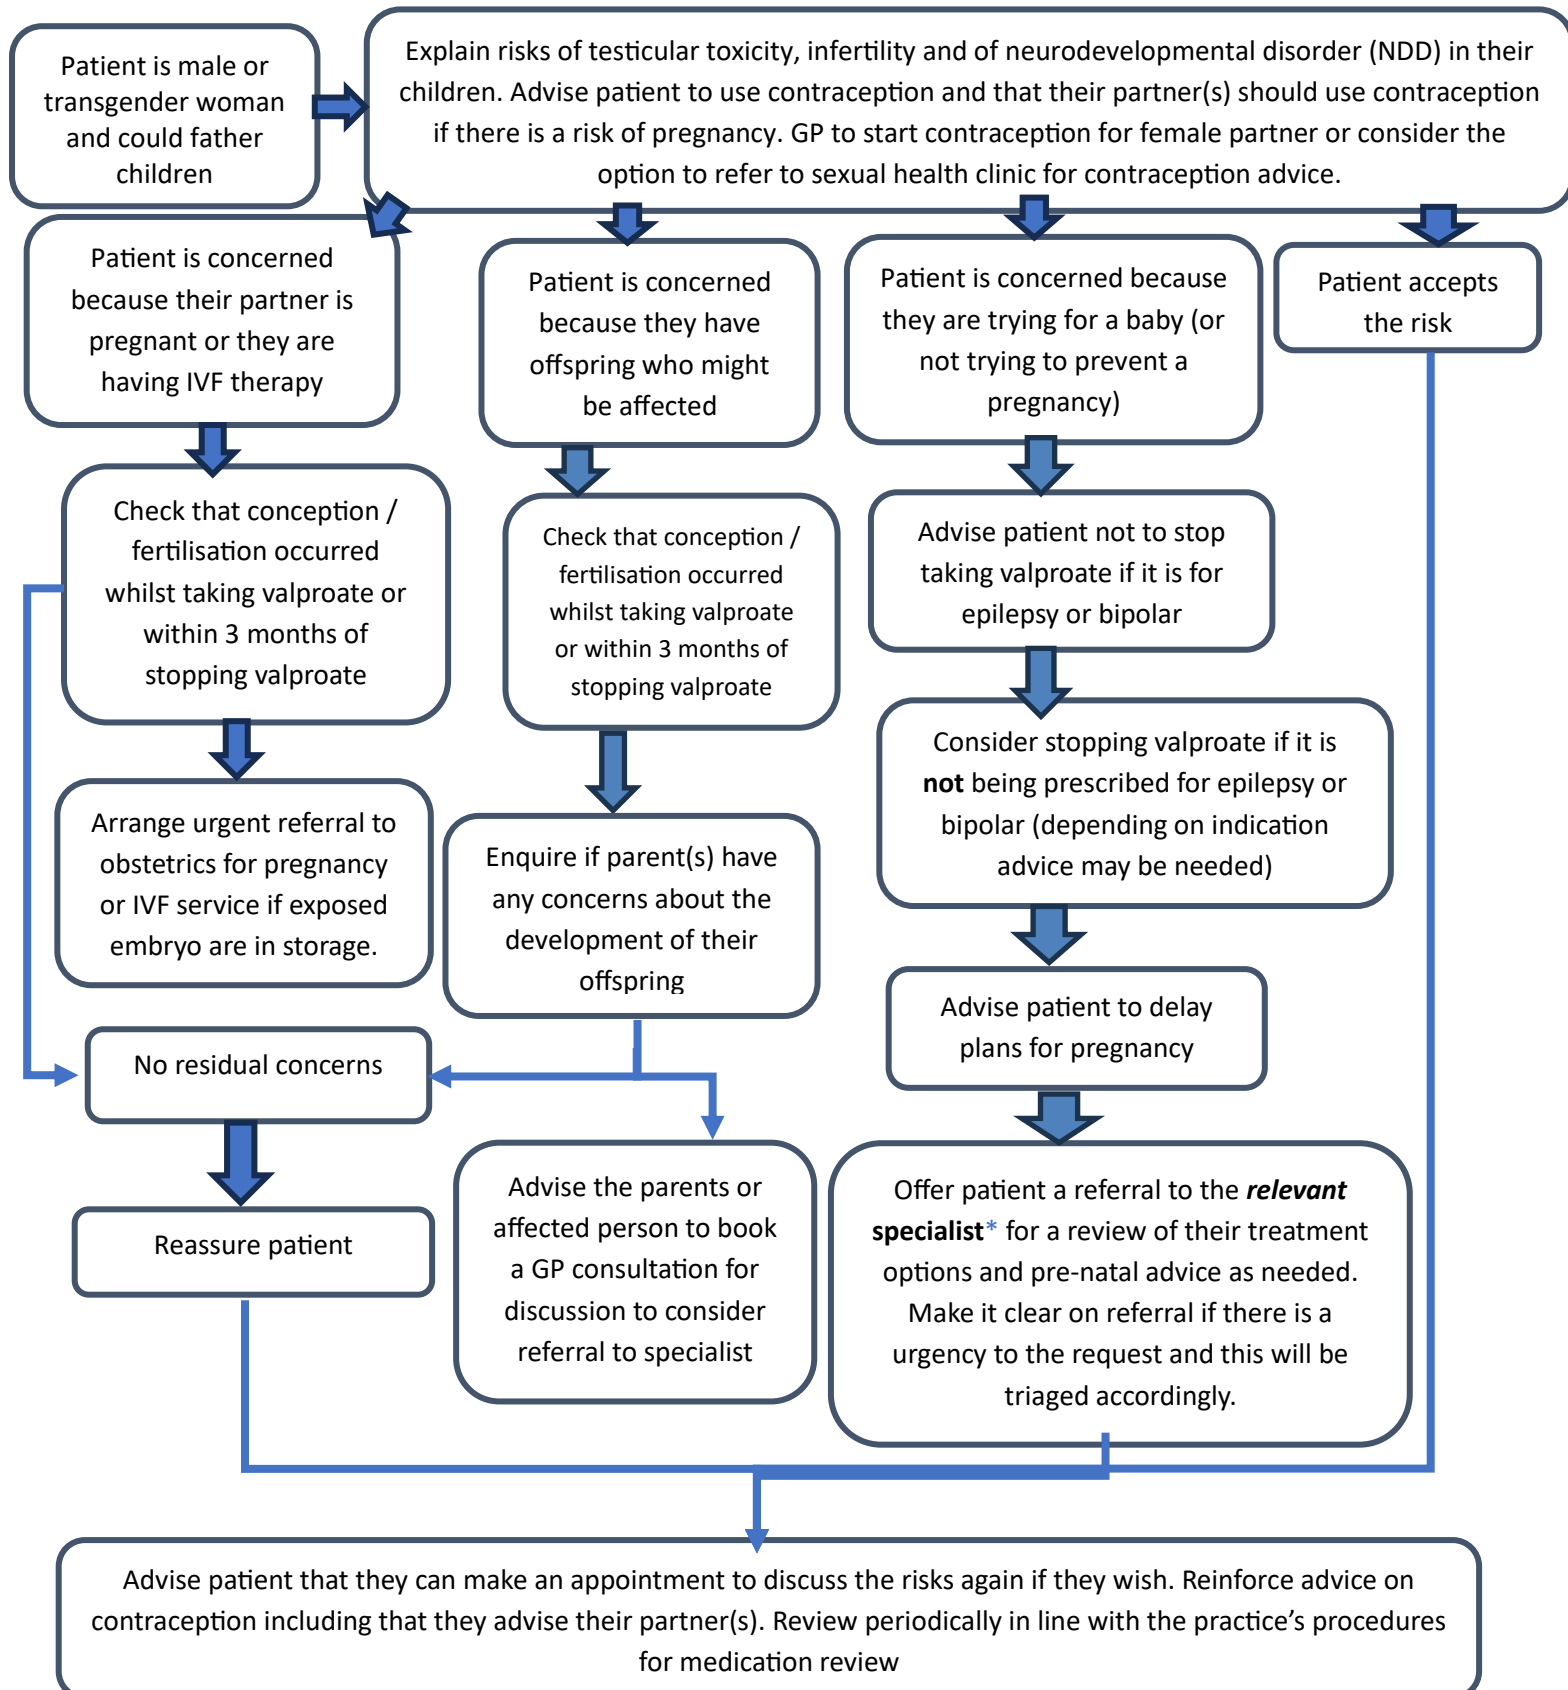 Patient is male or
transgender woman
and could father
children
Explain risks of testicular toxicity, infertility and of neurodevelopmental disorder (NDD) in their
children. Advise patient to use contraception and that their partner(s) should use contraception
if there is a risk of pregnancy. GP to start contraception for female partner or consider the
option to refer to sexual health clinic for contraception advice.
Patient is concerned
because their partner is
pregnant or they are
having IVF therapy
Patient is concerned
because they have
offspring who might
be affected
Patient is concerned because
they are trying for a baby (or
not trying to prevent a
pregnancy)
Patient accepts
the risk
Check that conception /
fertilisation occurred
whilst taking valproate or
within 3 months of
stopping valproate
Check that conception /
fertilisation occurred
whilst taking valproate
or within 3 months of
stopping valproate
Advise patient not to stop
taking valproate if it is for
epilepsy or bipolar
Consider stopping valproate if it is
not being prescribed for epilepsy or
bipolar (depending on indication
advice may be needed)
Arrange urgent referral to
obstetrics for pregnancy
or IVF service if exposed
embryo are in storage.
Enquire if parent(s) have
any concerns about the
development of their
offspring
Advise patient to delay
plans for pregnancy
No residual concerns
Reassure patient
Advise the parents or
affected person to book
a GP consultation for
discussion to consider
referral to specialist
Offer patient a referral to the relevant
specialist* for a review of their treatment
options and pre-natal advice as needed.
Make it clear on referral if there is a
urgency to the request and this will be
triaged accordingly.
Advise patient that they can make an appointment to discuss the risks again if they wish. Reinforce advice on
contraception including that they advise their partner(s). Review periodically in line with the practice’s procedures
for medication review